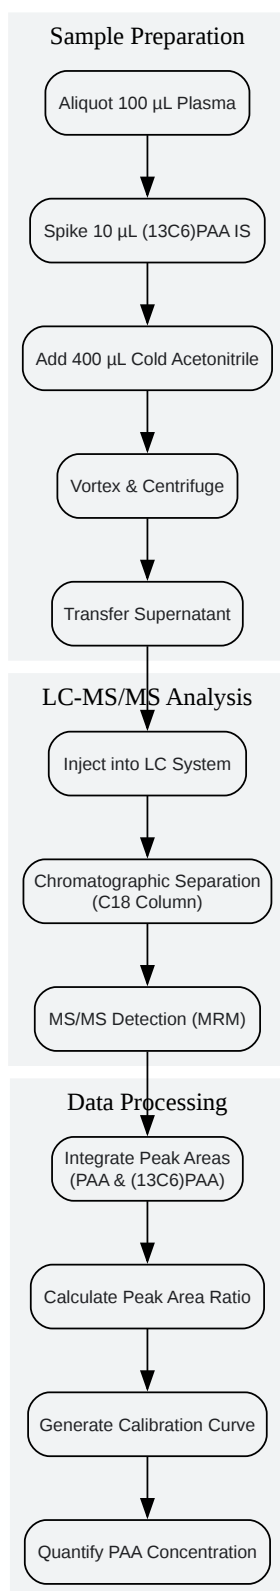 Sample Preparation
Aliquot 100 µL Plasma
Spike 10 µL (13C6)PAA IS
Add 400 µL Cold Acetonitrile
Vortex & Centrifuge
Transfer Supernatant
LC-MS/MS Analysis
Inject into LC System
Chromatographic Separation
(C18 Column)
MS/MS Detection (MRM)
Data Processing
Integrate Peak Areas
(PAA & (13C6)PAA)
Calculate Peak Area Ratio
Generate Calibration Curve
Quantify PAA Concentration